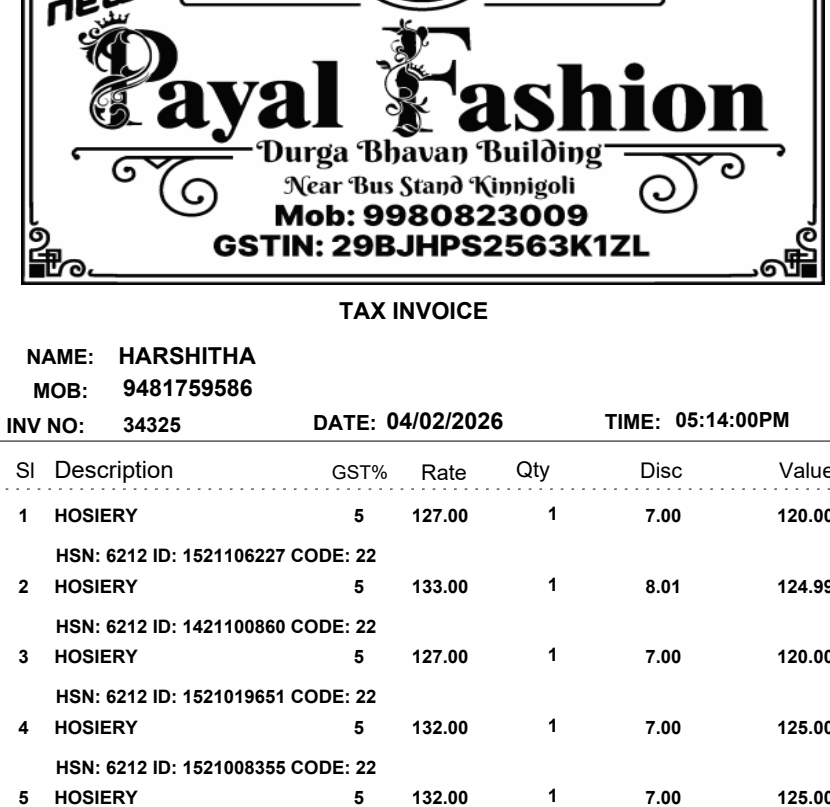 new
Payal Fashion
Durga Bhavan Building
Near Bus Stand Kinnigoli
Mob: 9980823009
GSTIN: 29BJHPS2563K1ZL
TAX INVOICE
NAME: HARSHITHA
MOB: 9481759586
INV NO: 34325 DATE: 04/02/2026 TIME: 05:14:00PM
Sl Description GST% Rate Qty Disc Value
1 HOSIERY 5 127.00 1 7.00 120.00
HSN: 6212 ID: 1521106227 CODE: 22
2 HOSIERY 5 133.00 1 8.01 124.99
HSN: 6212 ID: 1421100860 CODE: 22
3 HOSIERY 5 127.00 1 7.00 120.00
HSN: 6212 ID: 1521019651 CODE: 22
4 HOSIERY 5 132.00 1 7.00 125.00
HSN: 6212 ID: 1521008355 CODE: 22
5 HOSIERY 5 132.00 1 7.00 125.00